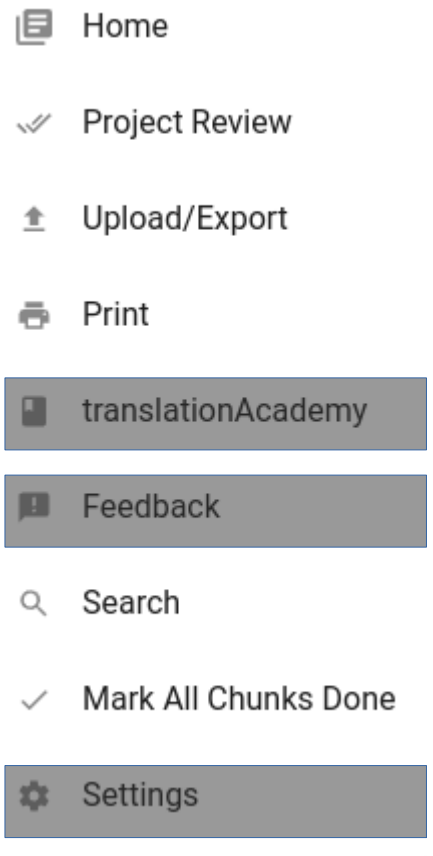 Home
Project Review
Upload/Export
Print
translationAcademy
Feedback
Search
Mark All Chunks Done
Settings